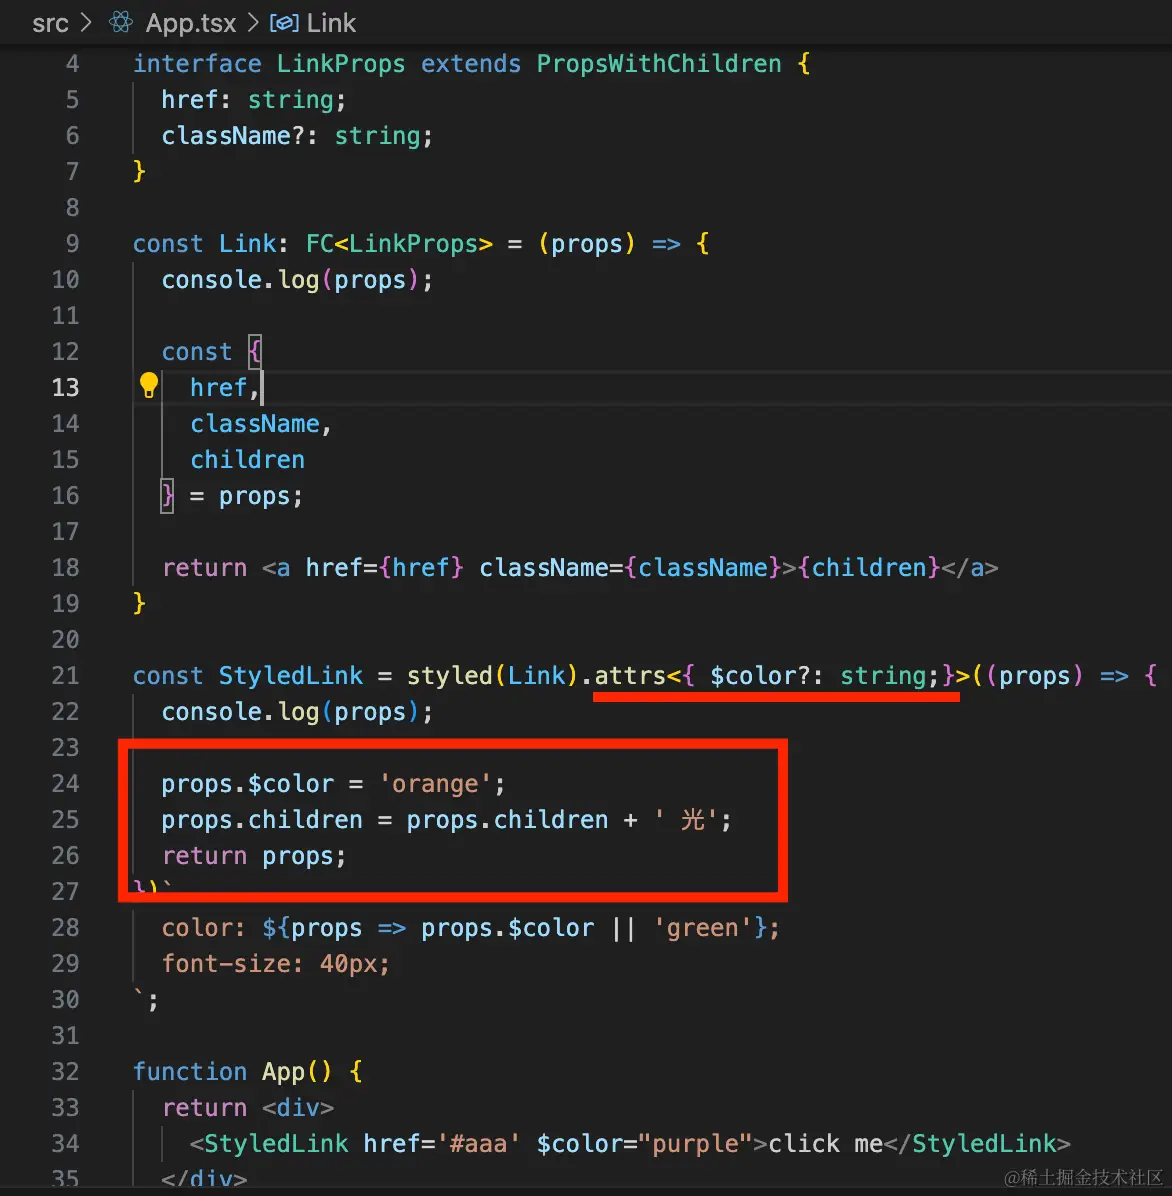 src > App.tsx > Link
4 interface LinkProps extends PropsWithChildren {
5   href: string;
6   className?: string;
7 }
8
9 const Link: FC<LinkProps> = (props) => {
10   console.log(props);
11
12   const {
13     href,
14     className,
15     children
16   } = props;
17
18   return <a href={href} className={className}>{children}</a>
19 }
20
21 const StyledLink = styled(Link).attrs<{ $color?: string;}>((props) => {
22   console.log(props);
23
24   props.$color = 'orange';
25   props.children = props.children + ' 光';
26   return props;
27 })`
28   color: ${props => props.$color || 'green'};
29   font-size: 40px;
30 `;
31
32 function App() {
33   return <div>
34     <StyledLink href='#aaa' $color="purple">click me</StyledLink>
35   </div>
@稀土掘金技术社区